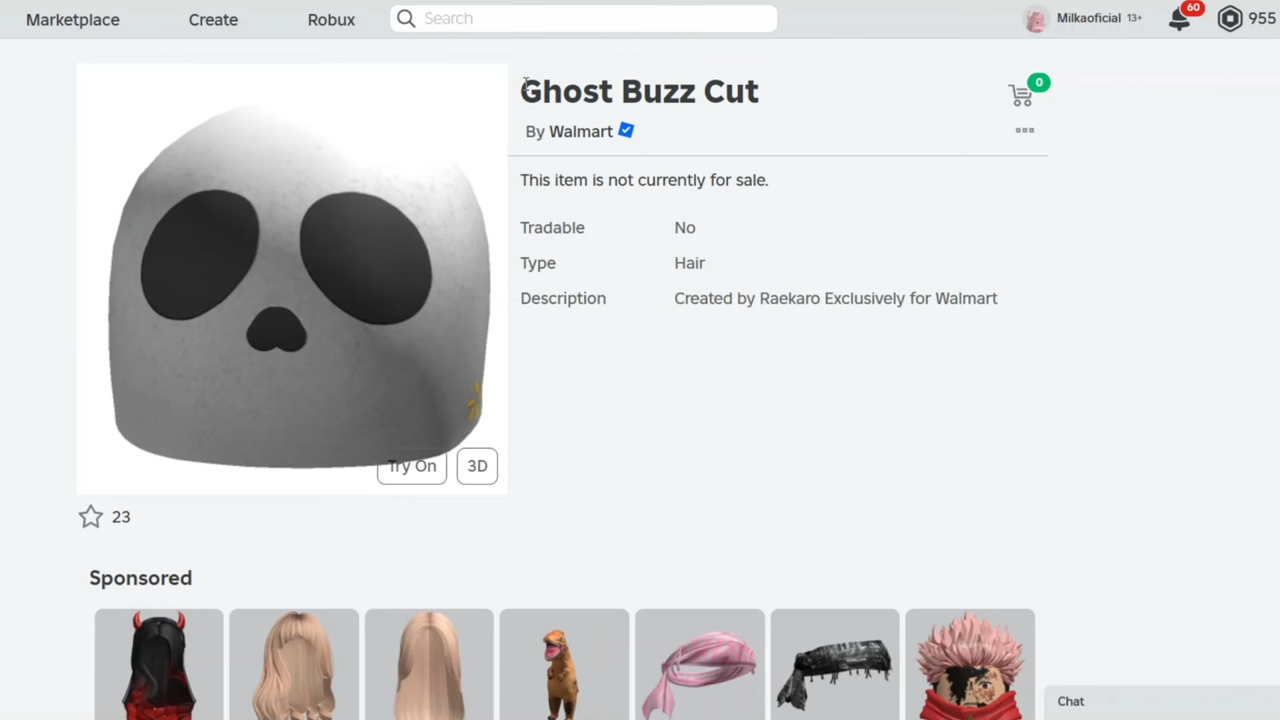 Marketplace Create Robux Search Milkaoficial 13+ 60 955
Ghost Buzz Cut
0
By Walmart
This item is not currently for sale.
Tradable No
Type Hair
Description Created by Raekaro Exclusively for Walmart
Try On 3D
23
Sponsored
Chat